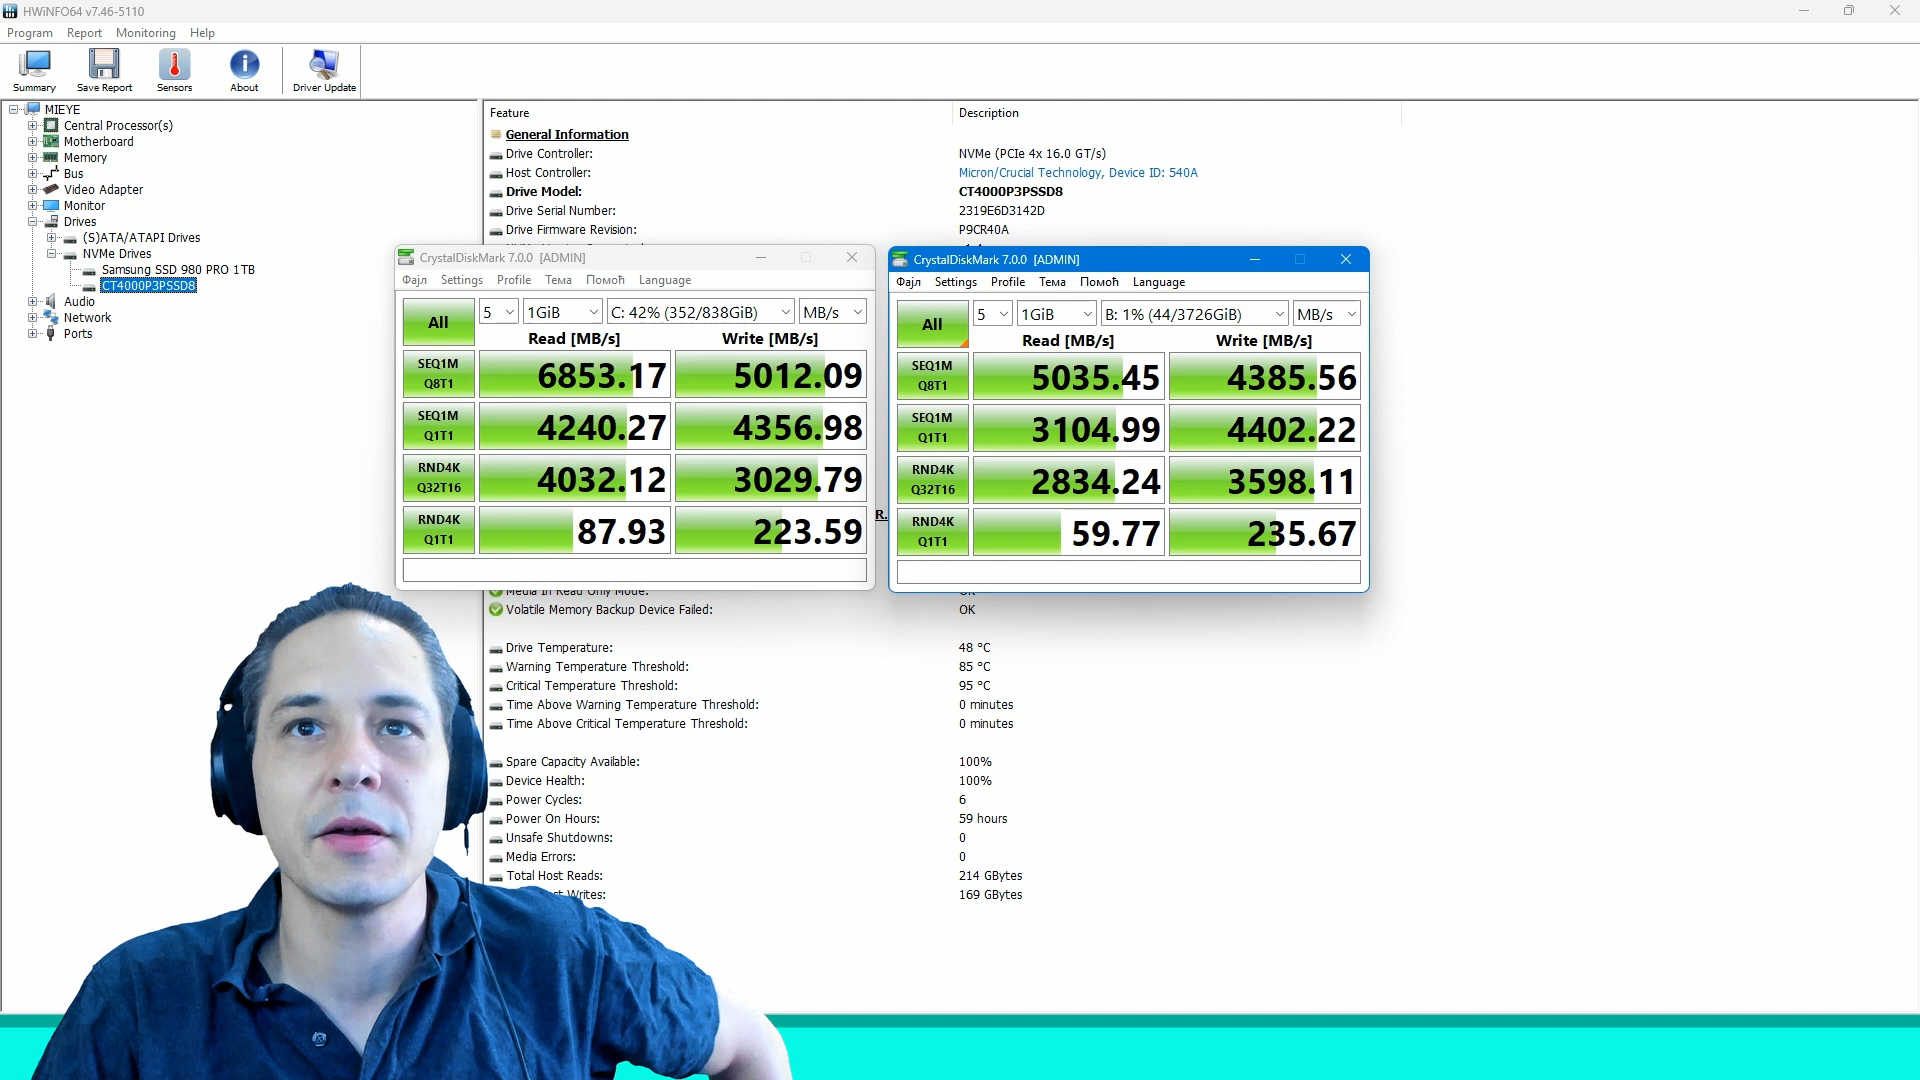 HWiNFO64 v7.46-5110
Program Report Monitoring Help
Summary Save Report Sensors About Driver Update
MIEYE
Central Processor(s)
Motherboard
Memory
Bus
Video Adapter
Monitor
Drives
(S)ATA/ATAPI Drives
NVMe Drives
Samsung SSD 980 PRO 1TB
CT4000P3PSSD8
Audio
Network
Ports
Feature Description
General Information
Drive Controller: NVMe (PCIe 4x 16.0 GT/s)
Host Controller: Micron/Crucial Technology, Device ID: 540A
Drive Model: CT4000P3PSSD8
Drive Serial Number: 2319E6D3142D
Drive Firmware Revision: P9CR40A
CrystalDiskMark 7.0.0 [ADMIN]
Фајл Settings Profile Тема Помоћ Language
All 5 1GiB C: 42% (352/838GiB) MB/s
Read [MB/s] Write [MB/s]
SEQ1M
Q8T1 6853.17 5012.09
SEQ1M
Q1T1 4240.27 4356.98
RND4K
Q32T16 4032.12 3029.79
RND4K
Q1T1 87.93 223.59
R.
CrystalDiskMark 7.0.0 [ADMIN]
Фајл Settings Profile Тема Помоћ Language
All 5 1GiB B: 1% (44/3726GiB) MB/s
Read [MB/s] Write [MB/s]
SEQ1M
Q8T1 5035.45 4385.56
SEQ1M
Q1T1 3104.99 4402.22
RND4K
Q32T16 2834.24 3598.11
RND4K
Q1T1 59.77 235.67
Media in Read Only Mode: OK
Volatile Memory Backup Device Failed: OK
Drive Temperature: 48 °C
Warning Temperature Threshold: 85 °C
Critical Temperature Threshold: 95 °C
Time Above Warning Temperature Threshold: 0 minutes
Time Above Critical Temperature Threshold: 0 minutes
Spare Capacity Available: 100%
Device Health: 100%
Power Cycles: 6
Power On Hours: 59 hours
Unsafe Shutdowns: 0
Media Errors: 0
Total Host Reads: 214 GBytes
Writes: 169 GBytes